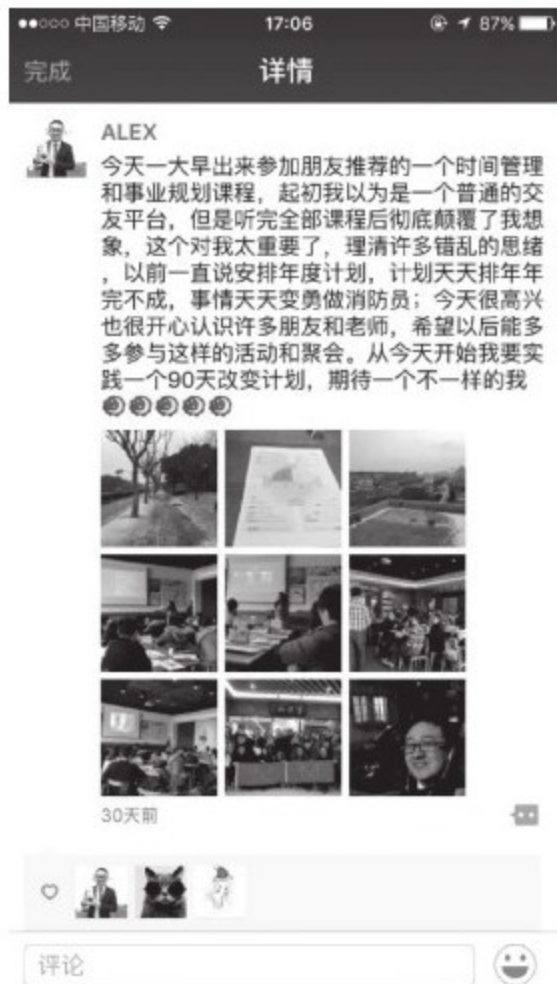 中国移动 17:06 87%
完成 详情
ALEX
今天一大早出来参加朋友推荐的一个时间管理
和事业规划课程，起初我以为是一个普通的交
友平台，但是听完全部课程后彻底颠覆了我想
象，这个对我太重要了，理清许多错乱的思绪
，以前一直说安排年度计划，计划天天排年年
完不成，事情天天变勇做消防员；今天很高兴
也很开心认识许多朋友和老师，希望以后能多
多参与这样的活动和聚会。从今天开始我要实
践一个90天改变计划，期待一个不一样的我
30天前
评论